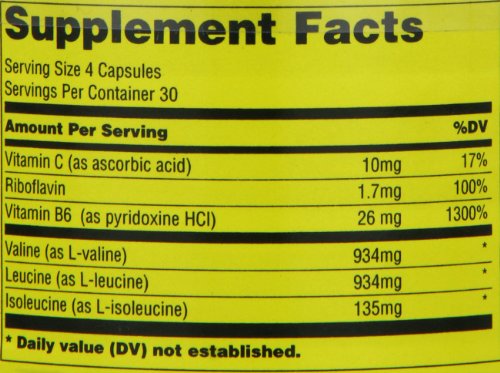 Supplement Facts
Serving Size 4 Capsules
Servings Per Container 30
Amount Per Serving %DV
Vitamin C (as ascorbic acid) 10mg 17%
Riboflavin 1.7mg 100%
Vitamin B6 (as pyridoxine HCl) 26 mg 1300%
Valine (as L-valine) 934mg *
Leucine (as L-leucine) 934mg *
Isoleucine (as L-isoleucine) 135mg *
* Daily value (DV) not established.